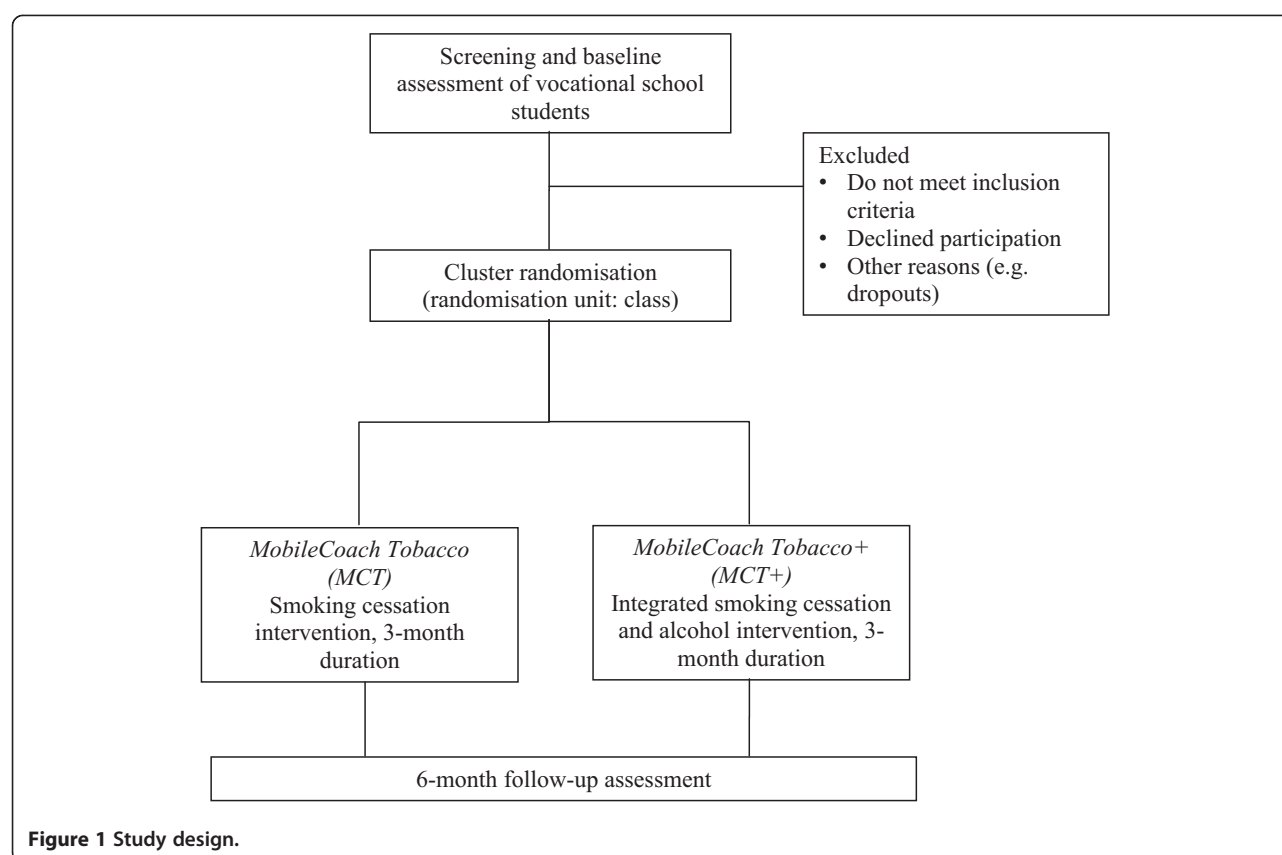 Screening and baseline
assessment of vocational school
students
Excluded
• Do not meet inclusion
criteria
• Declined participation
• Other reasons (e.g.
dropouts)
Cluster randomisation
(randomisation unit: class)
MobileCoach Tobacco
(MCT)
Smoking cessation
intervention, 3-month
duration
MobileCoach Tobacco+
(MCT+)
Integrated smoking cessation
and alcohol intervention, 3-
month duration
6-month follow-up assessment
Figure 1 Study design.